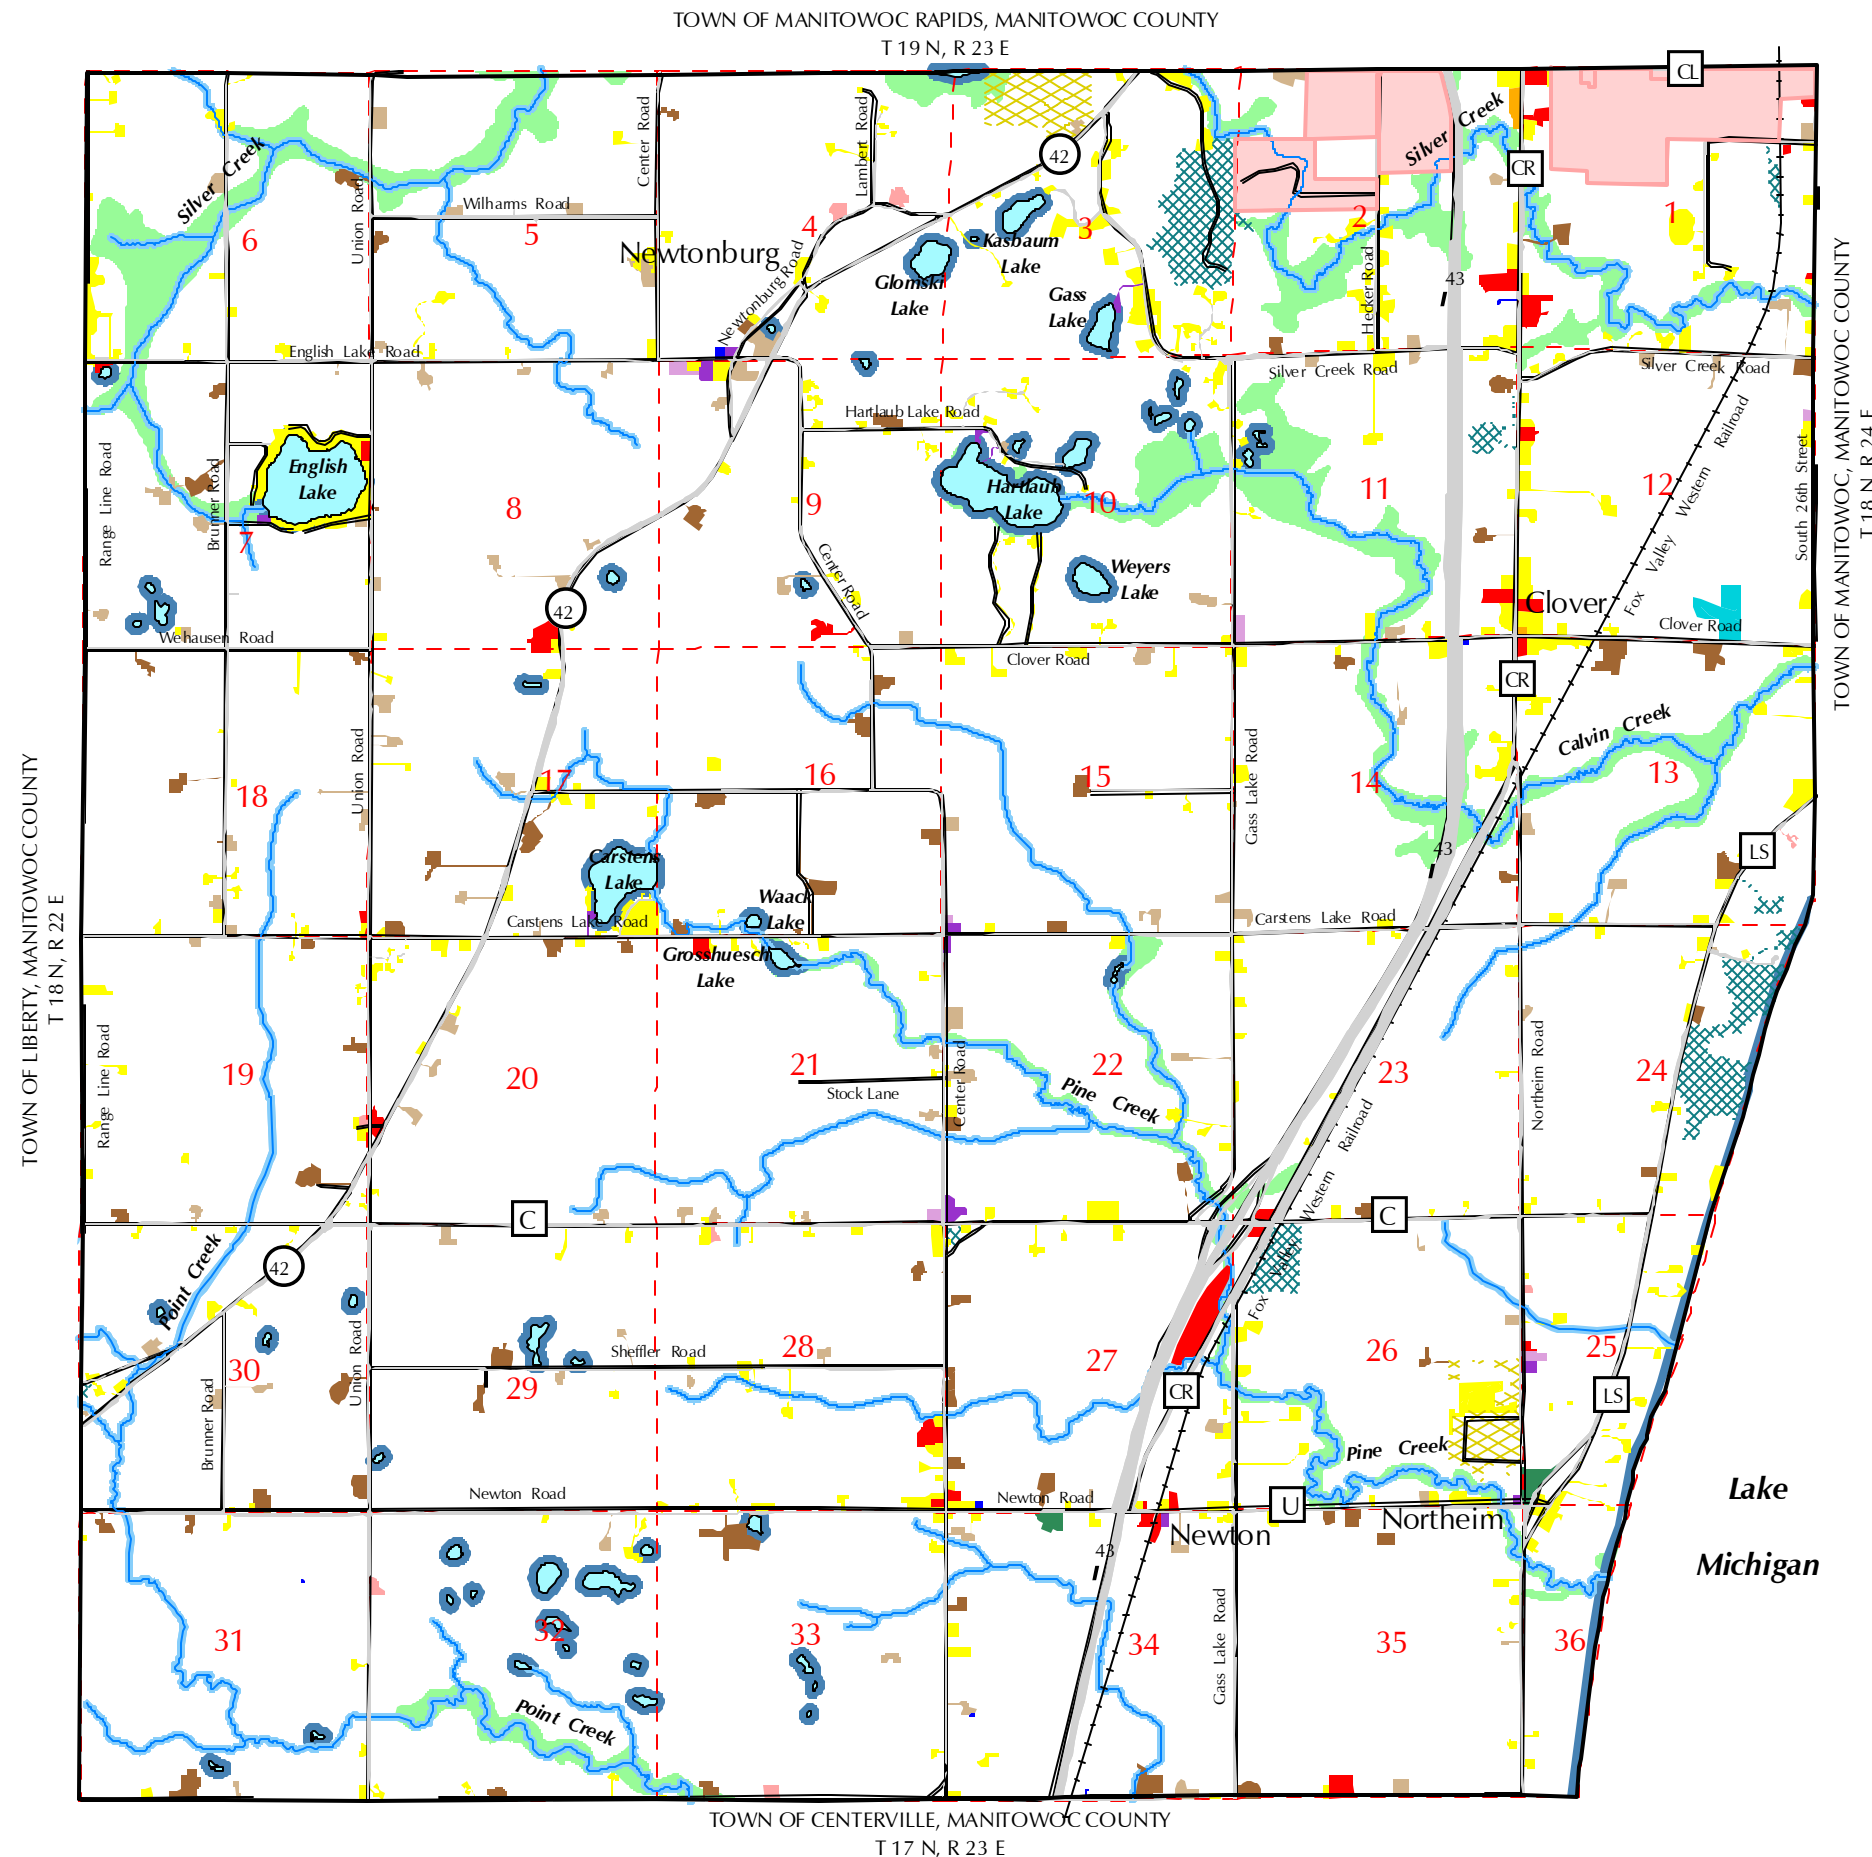 TOWN OF MANITOWOC RAPIDS, MANITOWOC COUNTY
T 19 N, R 23 E
CL
Silver Creek
Silver Creek
Center Road
Lambert Road
42
CR
Union Road
Wilharms Road
6
5
4
3
2
1
Newtonburg
Kasbaum
Lake
Glomski
Lake
Gass
Lake
Newtonburg Road
Hecker Road
43
English Lake Road
Silver Creek Road
Silver Creek Road
TOWN OF MANITOWOC, MANITOWOC COUNTY
T 18 N, R 24 E
Hartlaub Lake Road
Range Line Road
Brunner Road
English
Lake
Hartlaub
Lake
7
8
9
10
11
12
Fox Valley Western Railroad
South 26th Street
Center Road
Weyers
Lake
42
Clover
Wehausen Road
Clover Road
Clover Road
CR
Calvin Creek
Union Road
Gass Lake Road
18
17
16
15
14
13
43
LS
Carstens
Lake
Waack
Lake
Carstens Lake Road
Carstens Lake Road
Grosshuesch
Lake
TOWN OF LIBERTY, MANITOWOC COUNTY
T 18 N, R 22 E
Range Line Road
19
20
21
22
23
24
Stock Lane
Center Road
Pine Creek
Northeim Road
Fox Valley Western Railroad
C
C
Point Creek
42
Union Road
Sheffler Road
30
29
28
27
26
25
CR
LS
Brunner Road
Pine Creek
Newton Road
Newton Road
U
Newton
Northeim
Lake
Michigan
43
31
32
33
34
35
36
Gass Lake Road
Point Creek
TOWN OF CENTERVILLE, MANITOWOC COUNTY
T 17 N, R 23 E